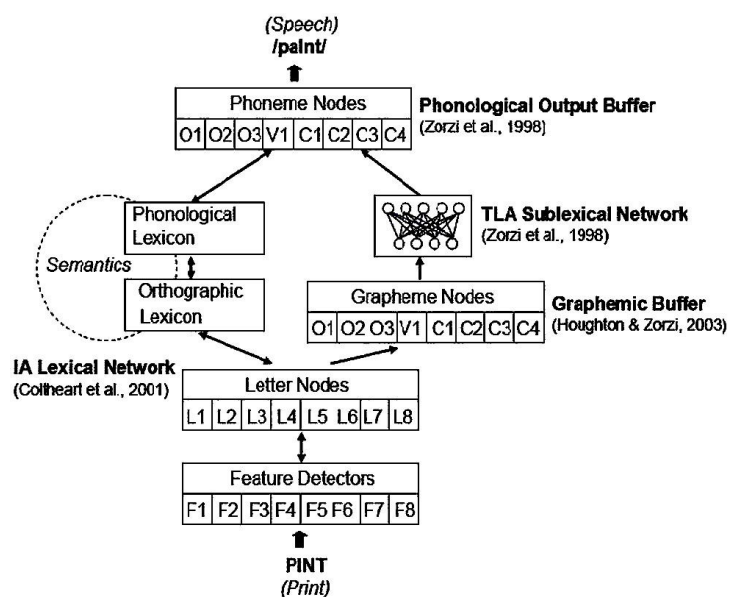 (Speech)
/paInt/
Phoneme Nodes
O1 O2 O3 V1 C1 C2 C3 C4
Phonological Output Buffer
(Zorzi et al., 1998)
Phonological
Lexicon
Semantics
Orthographic
Lexicon
TLA Sublexical Network
(Zorzi et al., 1998)
Grapheme Nodes
O1 O2 O3 V1 C1 C2 C3 C4
Graphemic Buffer
(Houghton & Zorzi, 2003)
IA Lexical Network
(Coltheart et al., 2001)
Letter Nodes
L1 L2 L3 L4 L5 L6 L7 L8
Feature Detectors
F1 F2 F3 F4 F5 F6 F7 F8
PINT
(Print)